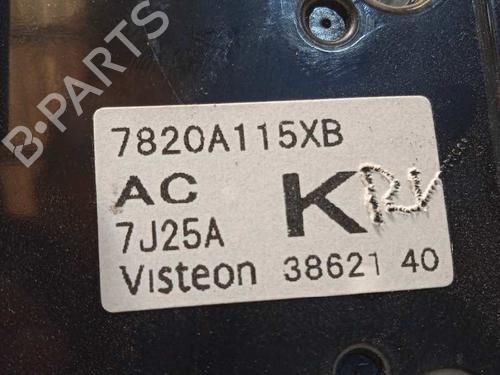 B-PARTS
7820A115XB
AC
7J25A
K
Visteon 38621 40